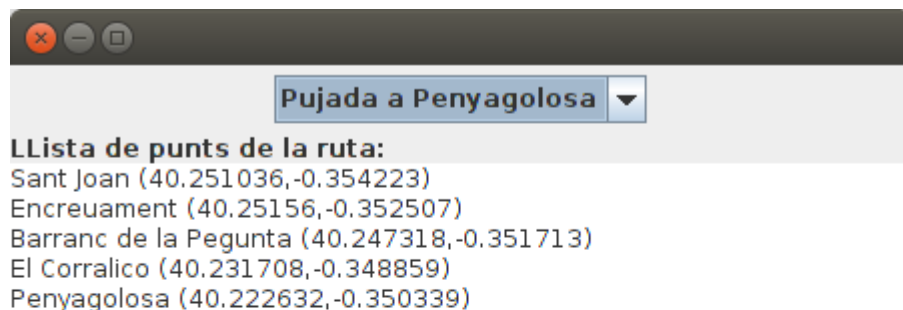 Pujada a Penyagolosa
LLista de punts de la ruta:
Sant Joan (40.251036,-0.354223)
Encreuament (40.25156,-0.352507)
Barranc de la Pegunta (40.247318,-0.351713)
El Corralico (40.231708,-0.348859)
Penyagolosa (40.222632,-0.350339)